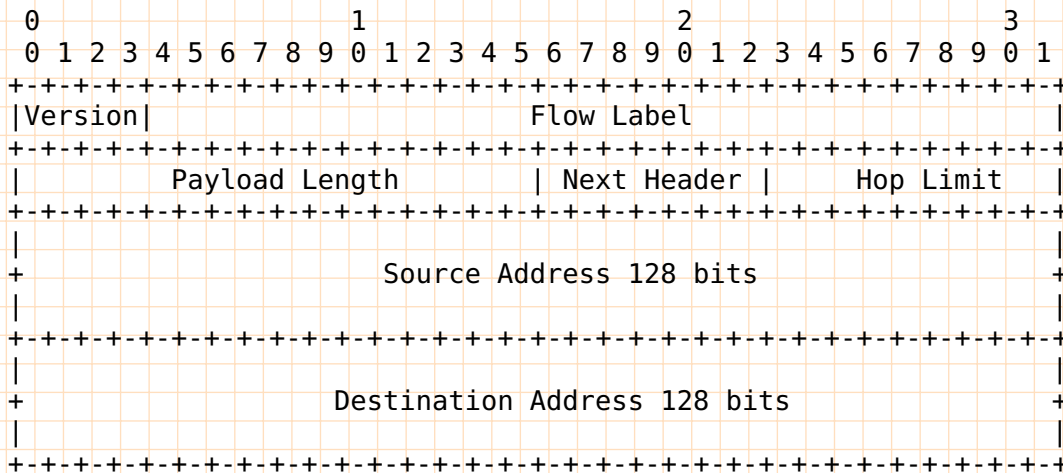 0                   1                   2                   3
 0 1 2 3 4 5 6 7 8 9 0 1 2 3 4 5 6 7 8 9 0 1 2 3 4 5 6 7 8 9 0 1
+-+-+-+-+-+-+-+-+-+-+-+-+-+-+-+-+-+-+-+-+-+-+-+-+-+-+-+-+-+-+-+-+
|Version|                       Flow Label                      |
+-+-+-+-+-+-+-+-+-+-+-+-+-+-+-+-+-+-+-+-+-+-+-+-+-+-+-+-+-+-+-+-+
|         Payload Length        | Next Header |     Hop Limit   |
+-+-+-+-+-+-+-+-+-+-+-+-+-+-+-+-+-+-+-+-+-+-+-+-+-+-+-+-+-+-+-+-+
|                                                               |
+                      Source Address 128 bits                  +
|                                                               |
+-+-+-+-+-+-+-+-+-+-+-+-+-+-+-+-+-+-+-+-+-+-+-+-+-+-+-+-+-+-+-+-+
|                                                               |
+                   Destination Address 128 bits                +
|                                                               |
+-+-+-+-+-+-+-+-+-+-+-+-+-+-+-+-+-+-+-+-+-+-+-+-+-+-+-+-+-+-+-+-+